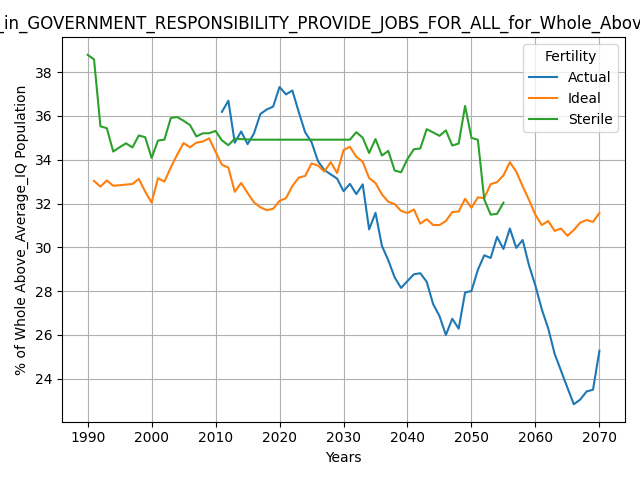 _in_GOVERNMENT_RESPONSIBILITY_PROVIDE_JOBS_FOR_ALL_for_Whole_Abov
Fertility
Actual
Ideal
Sterile
% of Whole Above_Average_IQ Population
38
36
34
32
30
28
26
24
1990 2000 2010 2020 2030 2040 2050 2060 2070
Years